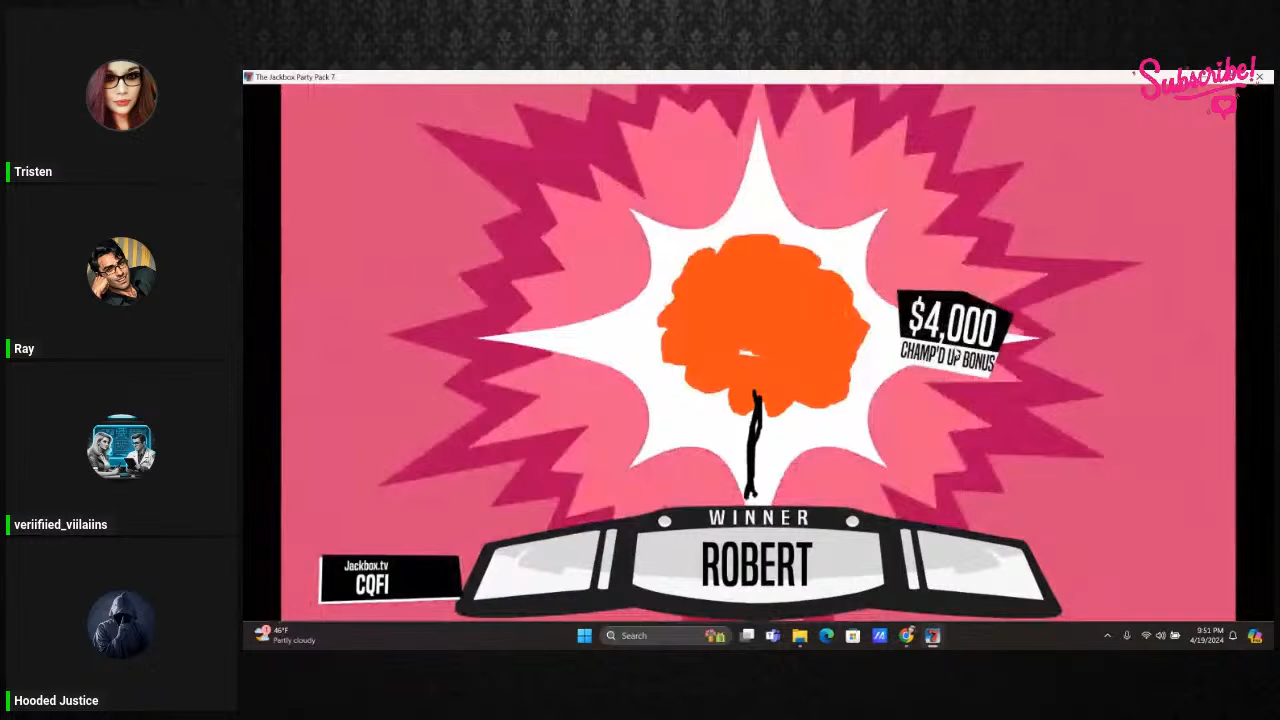 The Jackbox Party Pack 7
Subscribe!
Tristen
Ray
veriifiied_viilaiins
Hooded Justice
$4,000
CHAMP'D UP BONUS
WINNER
ROBERT
Jackbox.tv
CQFI
1
46°F
Partly cloudy
Search
9:51 PM
4/19/2024